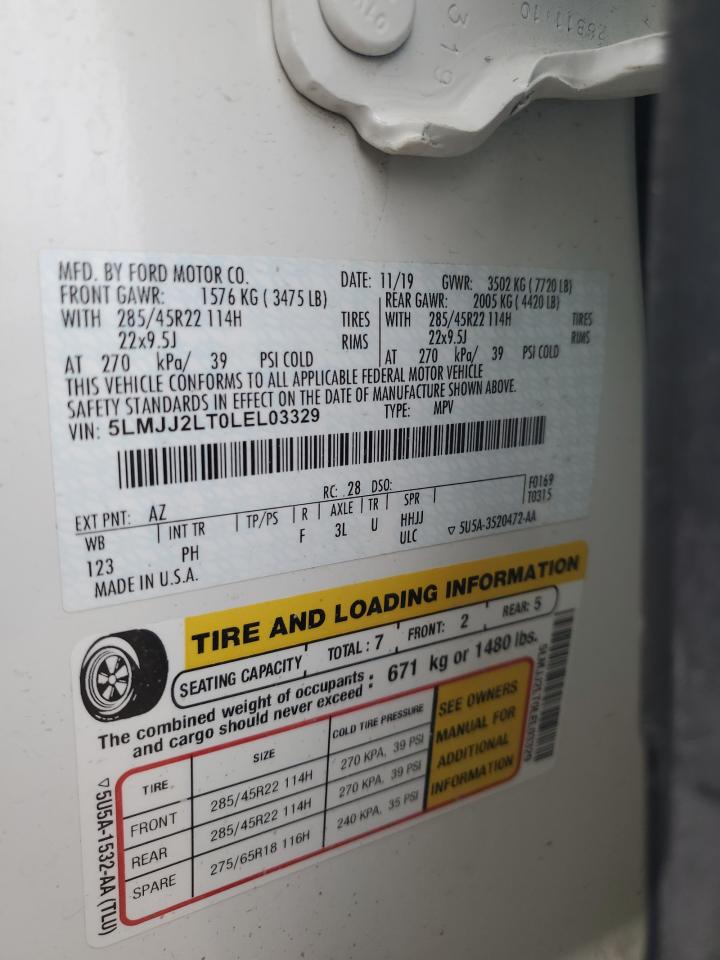 319
MFD. BY FORD MOTOR CO. DATE: 11/19 GVWR: 3502 KG ( 7720 LB)
FRONT GAWR: 1576 KG ( 3475 LB) REAR GAWR: 2005 KG ( 4420 LB)
WITH 285/45R22 114H TIRES WITH 285/45R22 114H TIRES
22x9.5J RIMS 22x9.5J RIMS
AT 270 kPa/ 39 PSI COLD AT 270 kPa/ 39 PSI COLD
THIS VEHICLE CONFORMS TO ALL APPLICABLE FEDERAL MOTOR VEHICLE
SAFETY STANDARDS IN EFFECT ON THE DATE OF MANUFACTURE SHOWN ABOVE.
VIN: 5LMJJ2LT0LEL03329 TYPE: MPV
EXT PNT: AZ RC: 28 DSO: F0169
T0315
WB INT TR TP/PS R AXLE TR SPR
123 PH F 3L U HHJJ
ULC
▽ 5U5A-3520472-AA
MADE IN U.S.A.
TIRE AND LOADING INFORMATION
SEATING CAPACITY TOTAL : 7 FRONT: 2 REAR: 5
The combined weight of occupants
and cargo should never exceed : 671 kg or 1480 lbs.
TIRE SIZE COLD TIRE PRESSURE
FRONT 285/45R22 114H 270 KPA, 39 PSI
REAR 285/45R22 114H 270 KPA, 39 PSI
SPARE 275/65R18 116H 240 KPA, 35 PSI
SEE OWNERS
MANUAL FOR
ADDITIONAL
INFORMATION
5LMJJ2LT0LEL03329
▽ 5U5A-1532-AA (TLU)